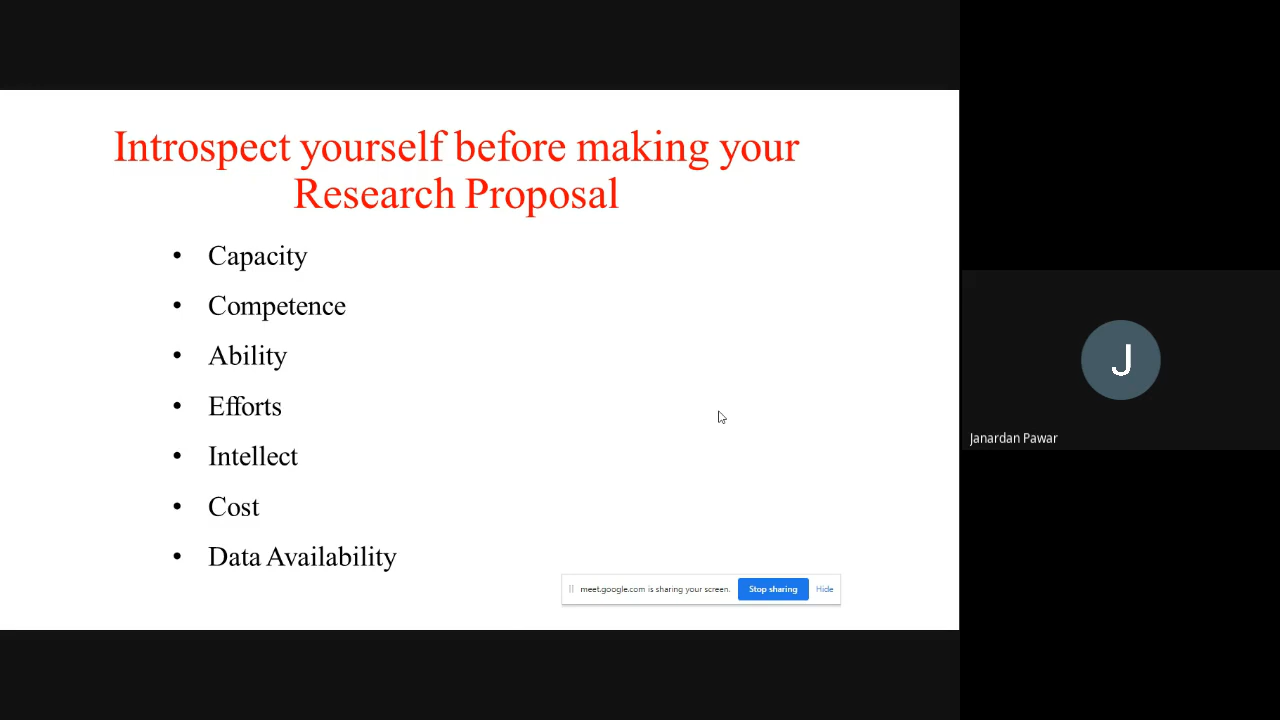 Introspect yourself before making your
Research Proposal
• Capacity
• Competence
• Ability
• Efforts
• Intellect
• Cost
• Data Availability
meet.google.com is sharing your screen. Stop sharing Hide
J
Janardan Pawar